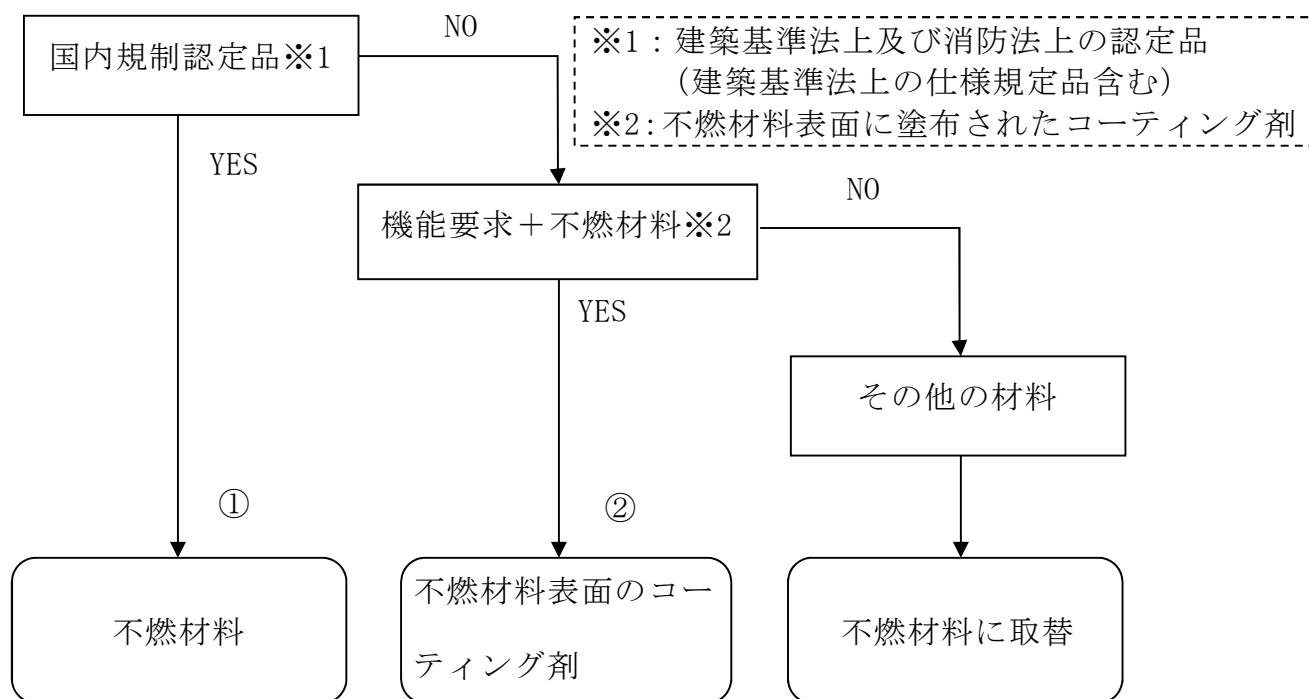 国内規制認定品※1
NO
※1：建築基準法上及び消防法上の認定品
（建築基準法上の仕様規定品含む）
※2:不燃材料表面に塗布されたコーティング剤
YES
機能要求＋不燃材料※2
NO
YES
その他の材料
①
②
不燃材料
不燃材料表面のコー
ティング剤
不燃材料に取替